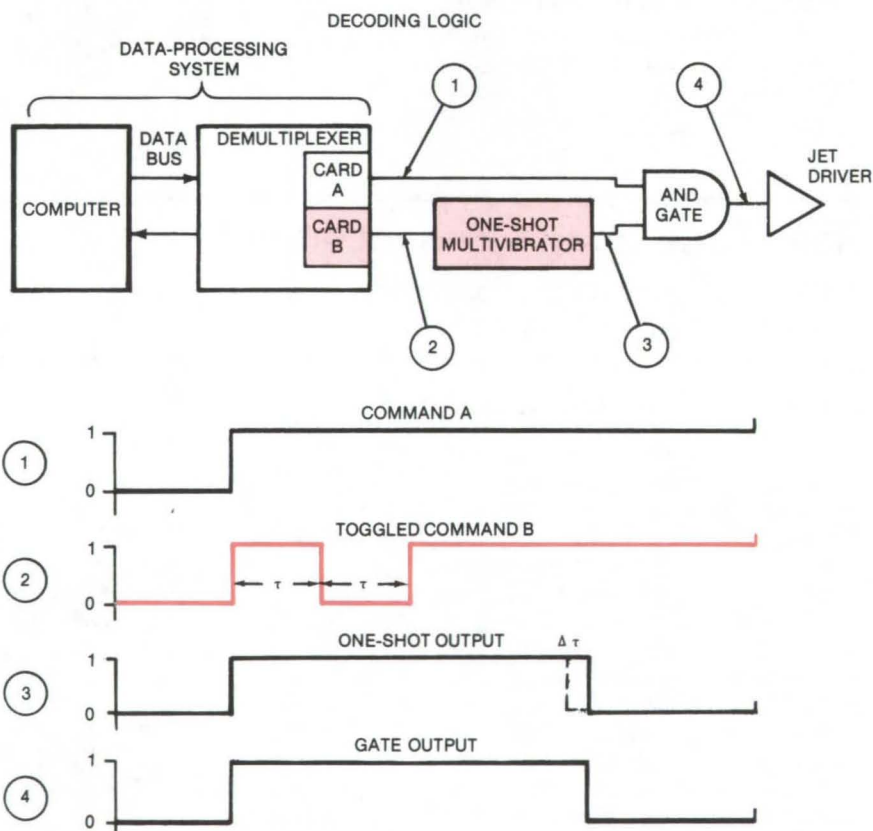 DECODING LOGIC
DATA-PROCESSING
SYSTEM
COMPUTER
DATA
BUS
DEMULTIPLEXER
CARD
A
CARD
B
1
2
ONE-SHOT
MULTIVIBRATOR
3
AND
GATE
4
JET
DRIVER
COMMAND A
1
1
0
TOGGLED COMMAND B
2
1
0
τ
τ
ONE-SHOT OUTPUT
Δ τ
3
1
0
GATE OUTPUT
4
1
0